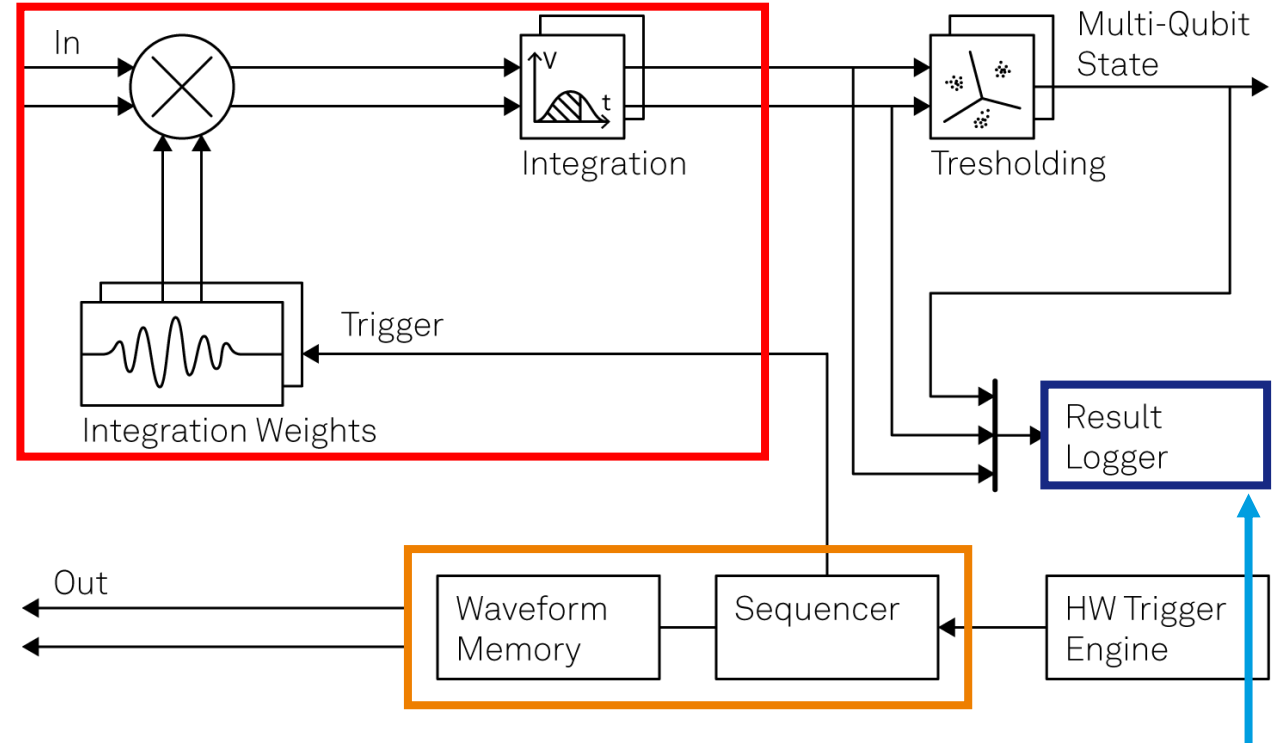 In
V
t
Integration
Multi-Qubit
State
Tresholding
Trigger
Integration Weights
Result
Logger
Out
Waveform
Memory
Sequencer
HW Trigger
Engine